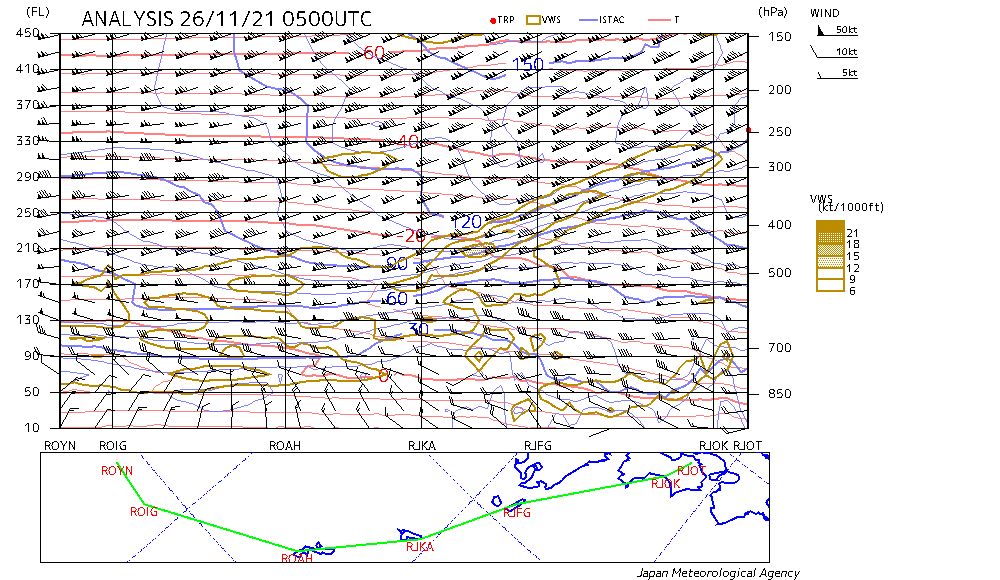 (FL) ANALYSIS 26/11/21 0500UTC TRP VWS ISTAC T (hPa) WIND
450 150 50kt
410 10kt
370 5kt
330
290
250
210
170
130
90
50
10
150
200
250
300
400
500
700
850
60
150
40
120
20
90
60
30
0
VWS
(kt/1000ft)
21
18
15
12
9
6
ROYN ROIG ROAH RJKA RJFG RJOK RJOT
ROYN
ROIG
ROAH
RJKA
RJFG
RJOK
RJOT
Japan Meteorological Agency